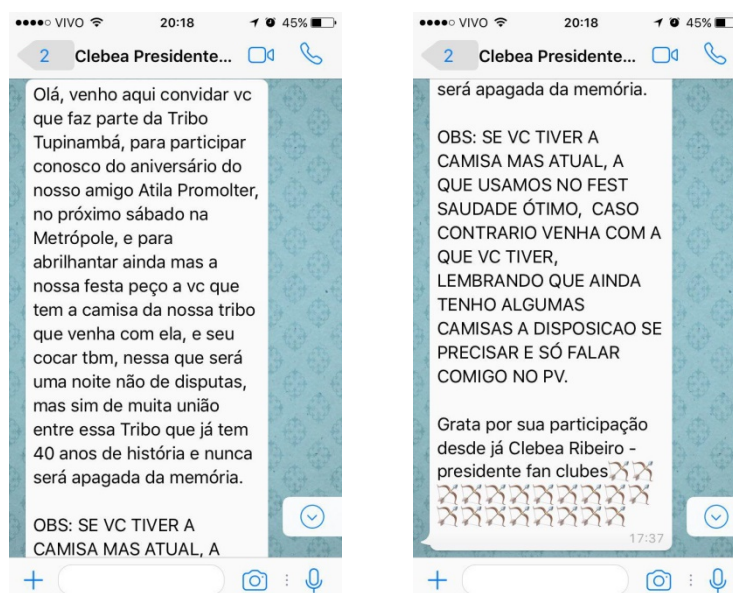 VIVO 20:18 45%
2 Clebea Presidente...
Olá, venho aqui convidar vc
que faz parte da Tribo
Tupinambá, para participar
conosco do aniversário do
nosso amigo Atila Promolter,
no próximo sábado na
Metrópole, e para
abrilhantar ainda mas a
nossa festa peço a vc que
tem a camisa da nossa tribo
que venha com ela, e seu
cocar tbm, nessa que será
uma noite não de disputas,
mas sim de muita união
entre essa Tribo que já tem
40 anos de história e nunca
será apagada da memória.
OBS: SE VC TIVER A
CAMISA MAS ATUAL, A
VIVO 20:18 45%
2 Clebea Presidente...
será apagada da memória.
OBS: SE VC TIVER A
CAMISA MAS ATUAL, A
QUE USAMOS NO FEST
SAUDADE ÓTIMO, CASO
CONTRARIO VENHA COM A
QUE VC TIVER,
LEMBRANDO QUE AINDA
TENHO ALGUMAS
CAMISAS A DISPOSICAO SE
PRECISAR E SÓ FALAR
COMIGO NO PV.
Grata por sua participação
desde já Clebea Ribeiro -
presidente fan clubes🏹🏹
🏹🏹🏹🏹🏹🏹🏹🏹
🏹🏹🏹🏹🏹🏹🏹🏹
17:37